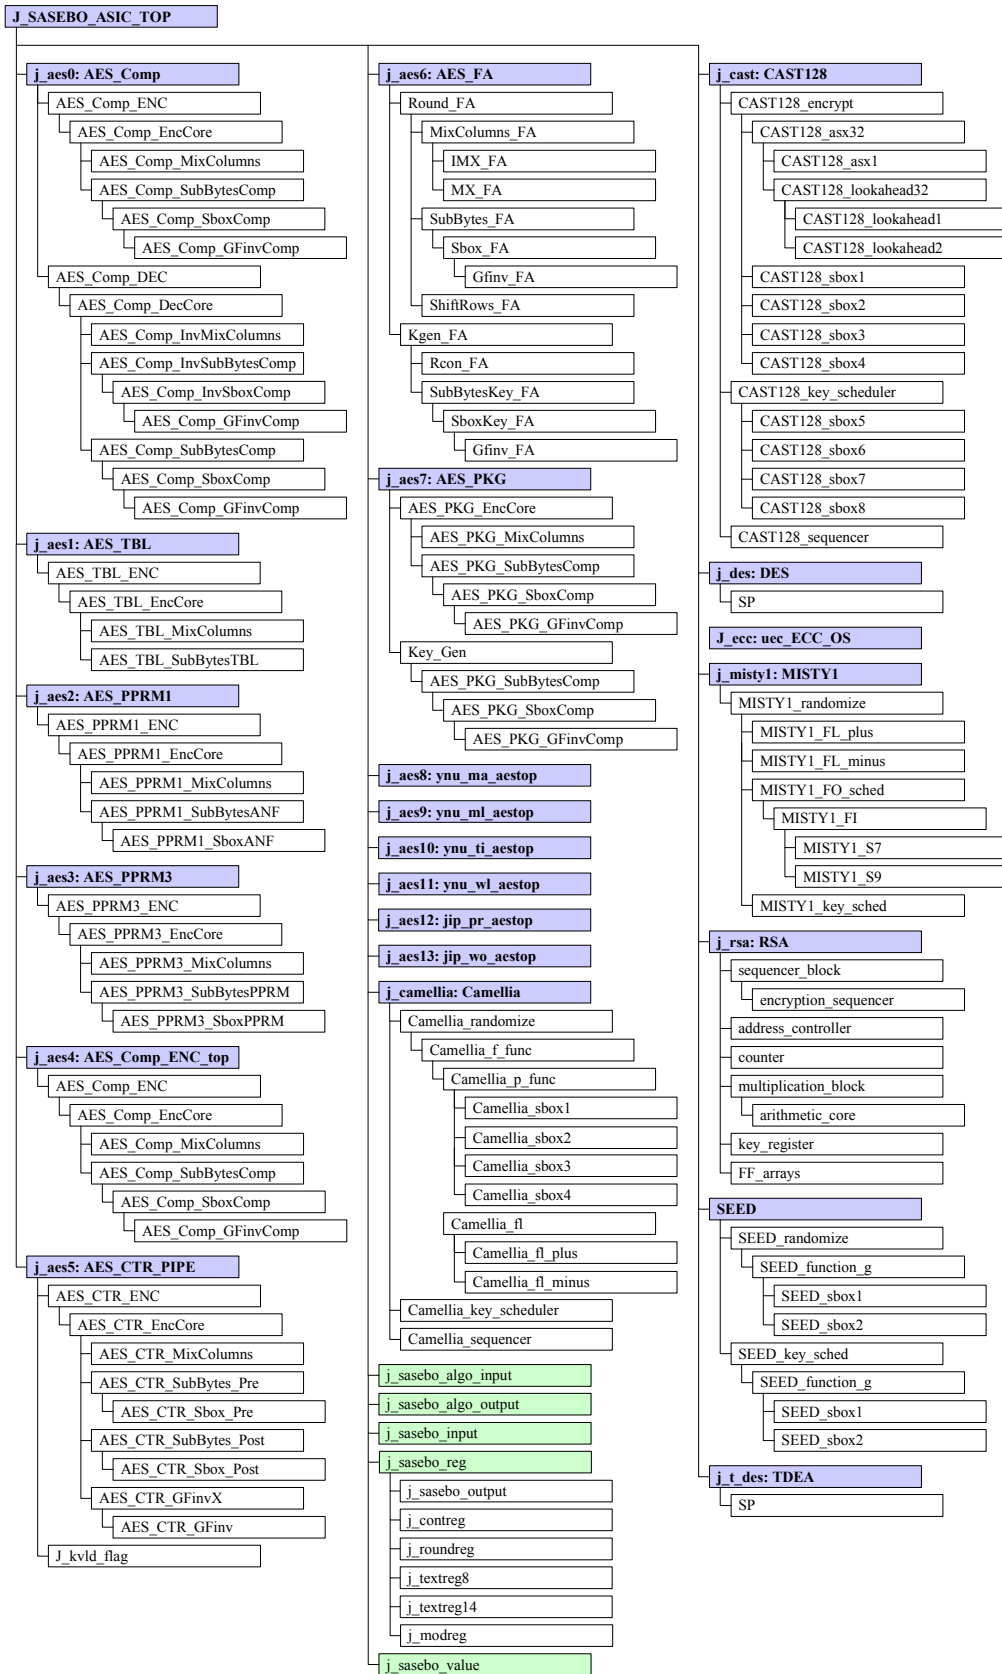 J_SASEBO_ASIC_TOP
j_aes0: AES_Comp
AES_Comp_ENC
AES_Comp_EncCore
AES_Comp_MixColumns
AES_Comp_SubBytesComp
AES_Comp_SboxComp
AES_Comp_GFinvComp
AES_Comp_DEC
AES_Comp_DecCore
AES_Comp_InvMixColumns
AES_Comp_InvSubBytesComp
AES_Comp_InvSboxComp
AES_Comp_GFinvComp
AES_Comp_SubBytesComp
AES_Comp_SboxComp
AES_Comp_GFinvComp
j_aes1: AES_TBL
AES_TBL_ENC
AES_TBL_EncCore
AES_TBL_MixColumns
AES_TBL_SubBytesTBL
j_aes2: AES_PPRM1
AES_PPRM1_ENC
AES_PPRM1_EncCore
AES_PPRM1_MixColumns
AES_PPRM1_SubBytesANF
AES_PPRM1_SboxANF
j_aes3: AES_PPRM3
AES_PPRM3_ENC
AES_PPRM3_EncCore
AES_PPRM3_MixColumns
AES_PPRM3_SubBytesPPRM
AES_PPRM3_SboxPPRM
j_aes4: AES_Comp_ENC_top
AES_Comp_ENC
AES_Comp_EncCore
AES_Comp_MixColumns
AES_Comp_SubBytesComp
AES_Comp_SboxComp
AES_Comp_GFinvComp
j_aes5: AES_CTR_PIPE
AES_CTR_ENC
AES_CTR_EncCore
AES_CTR_MixColumns
AES_CTR_SubBytes_Pre
AES_CTR_Sbox_Pre
AES_CTR_SubBytes_Post
AES_CTR_Sbox_Post
AES_CTR_GFinvX
AES_CTR_GFinv
J_kvld_flag
j_aes6: AES_FA
Round_FA
MixColumns_FA
IMX_FA
MX_FA
SubBytes_FA
Sbox_FA
Gfinv_FA
ShiftRows_FA
Kgen_FA
Rcon_FA
SubBytesKey_FA
SboxKey_FA
Gfinv_FA
j_aes7: AES_PKG
AES_PKG_EncCore
AES_PKG_MixColumns
AES_PKG_SubBytesComp
AES_PKG_SboxComp
AES_PKG_GFinvComp
Key_Gen
AES_PKG_SubBytesComp
AES_PKG_SboxComp
AES_PKG_GFinvComp
j_aes8: ynu_ma_aestop
j_aes9: ynu_ml_aestop
j_aes10: ynu_ti_aestop
j_aes11: ynu_wl_aestop
j_aes12: jip_pr_aestop
j_aes13: jip_wo_aestop
j_camellia: Camellia
Camellia_randomize
Camellia_f_func
Camellia_p_func
Camellia_sbox1
Camellia_sbox2
Camellia_sbox3
Camellia_sbox4
Camellia_fl
Camellia_fl_plus
Camellia_fl_minus
Camellia_key_scheduler
Camellia_sequencer
j_sasebo_algo_input
j_sasebo_algo_output
j_sasebo_input
j_sasebo_reg
j_sasebo_output
j_contreg
j_roundreg
j_textreg8
j_textreg14
j_modreg
j_sasebo_value
j_cast: CAST128
CAST128_encrypt
CAST128_asx32
CAST128_asx1
CAST128_lookahead32
CAST128_lookahead1
CAST128_lookahead2
CAST128_sbox1
CAST128_sbox2
CAST128_sbox3
CAST128_sbox4
CAST128_key_scheduler
CAST128_sbox5
CAST128_sbox6
CAST128_sbox7
CAST128_sbox8
CAST128_sequencer
j_des: DES
SP
J_ecc: uec_ECC_OS
j_misty1: MISTY1
MISTY1_randomize
MISTY1_FL_plus
MISTY1_FL_minus
MISTY1_FO_sched
MISTY1_FI
MISTY1_S7
MISTY1_S9
MISTY1_key_sched
j_rsa: RSA
sequencer_block
encryption_sequencer
address_controller
counter
multiplication_block
arithmetic_core
key_register
FF_arrays
SEED
SEED_randomize
SEED_function_g
SEED_sbox1
SEED_sbox2
SEED_key_sched
SEED_function_g
SEED_sbox1
SEED_sbox2
j_t_des: TDEA
SP